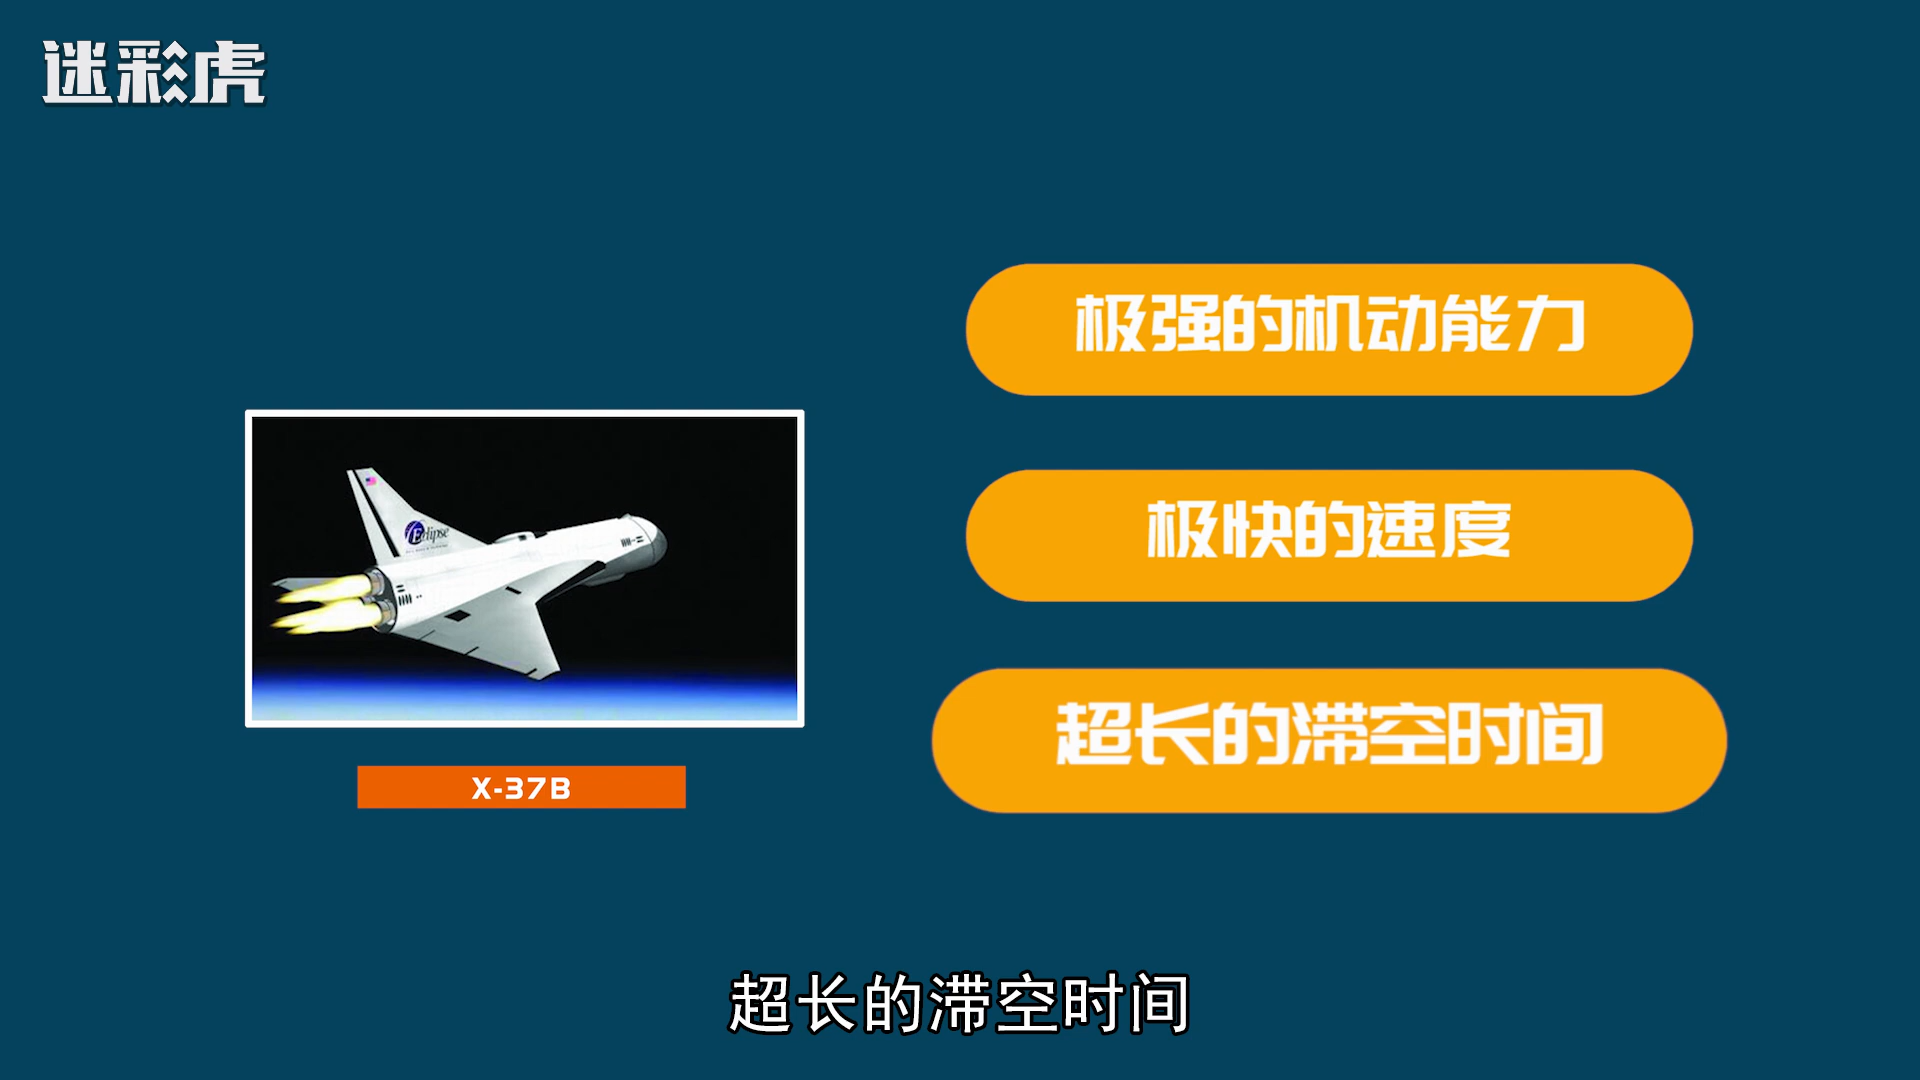 迷彩虎
极强的机动能力
极快的速度
Eclipse
超长的滞空时间
X-37B
超长的滞空时间